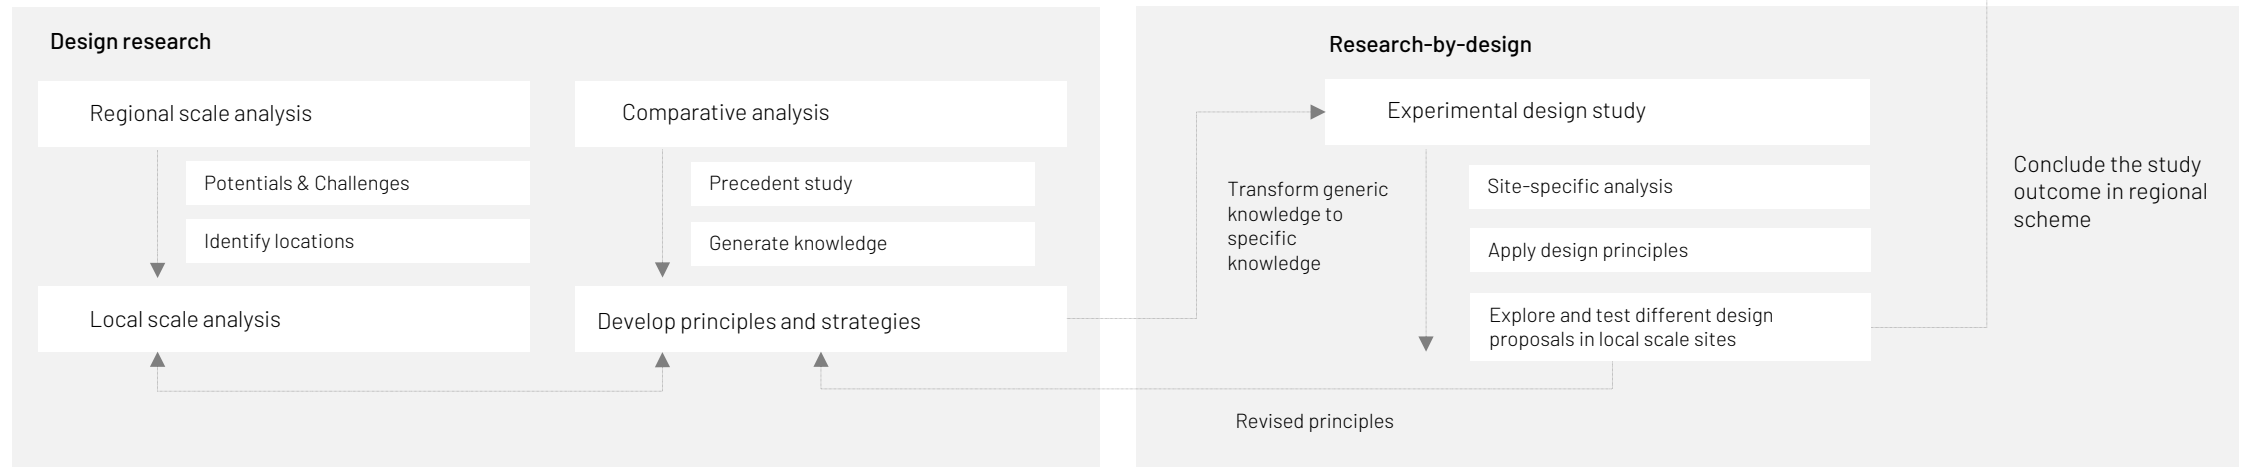 Design research
Regional scale analysis
Potentials & Challenges
Identify locations
Local scale analysis
Comparative analysis
Precedent study
Generate knowledge
Develop principles and strategies
Research-by-design
Transform generic
knowledge to
specific
knowledge
Experimental design study
Site-specific analysis
Apply design principles
Explore and test different design
proposals in local scale sites
Revised principles
Conclude the study
outcome in regional
scheme